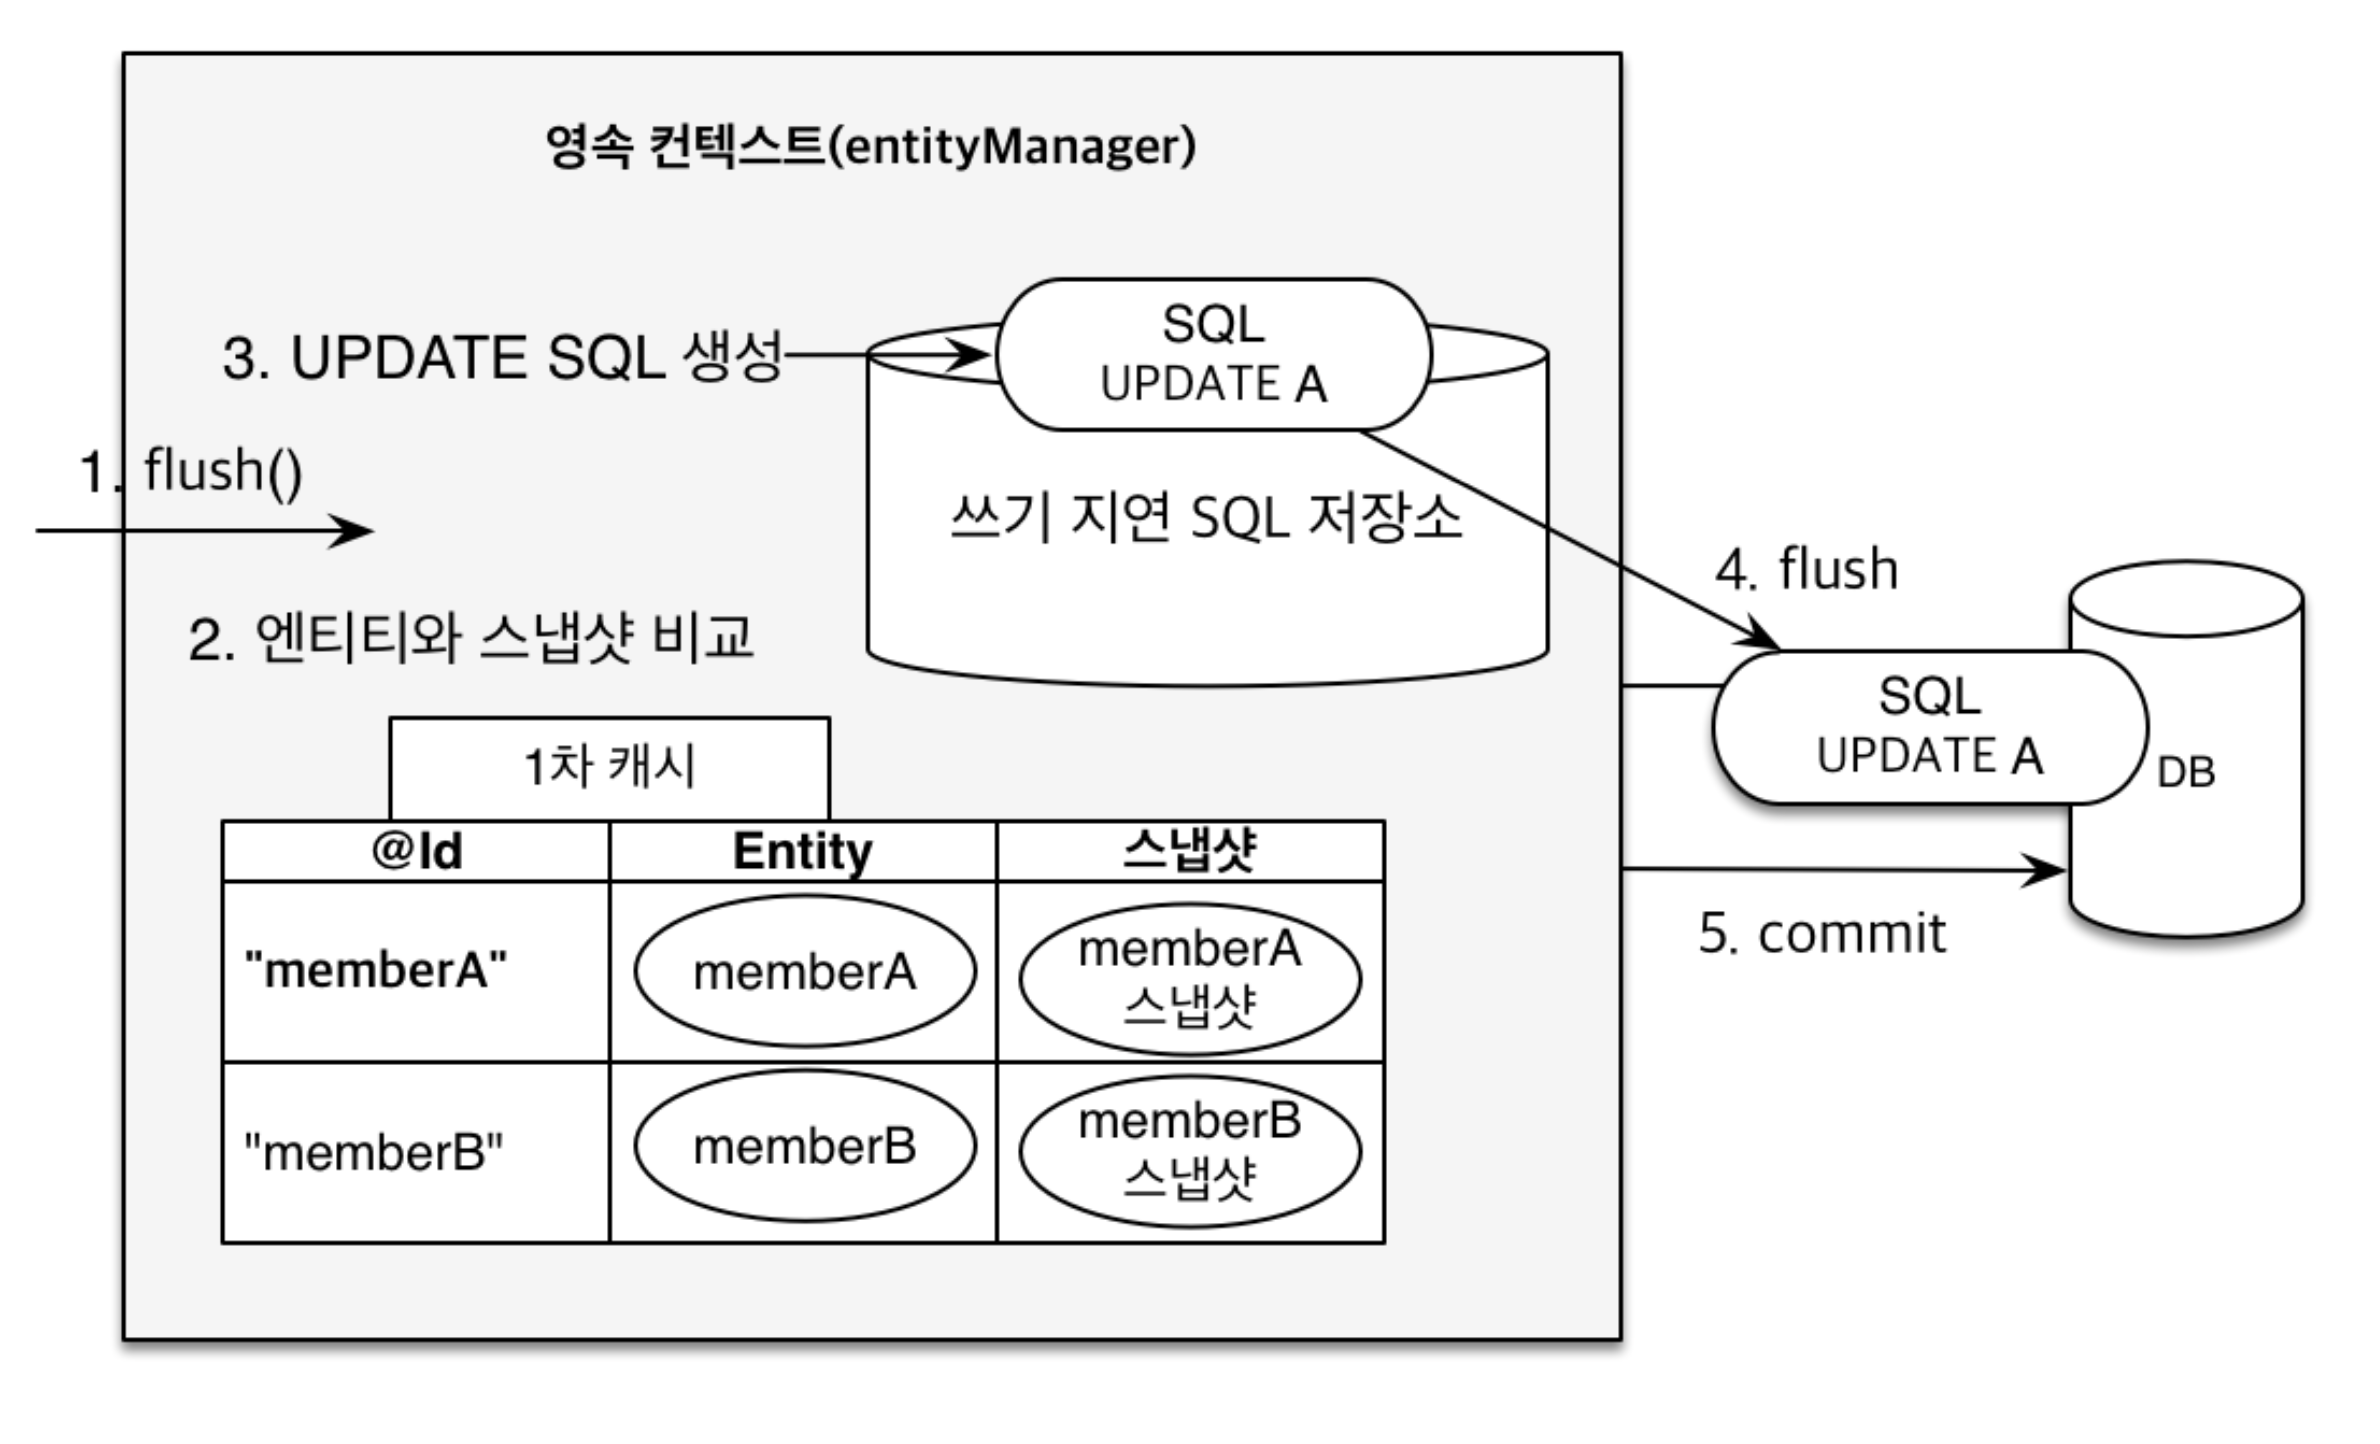 영속 컨텍스트(entityManager)
3. UPDATE SQL 생성
SQL
UPDATE A
1. flush()
쓰기 지연 SQL 저장소
4. flush
2. 엔티티와 스냅샷 비교
SQL
UPDATE A
DB
1차 캐시
@Id Entity 스냅샷
5. commit
"memberA" memberA memberA
스냅샷
"memberB" memberB memberB
스냅샷